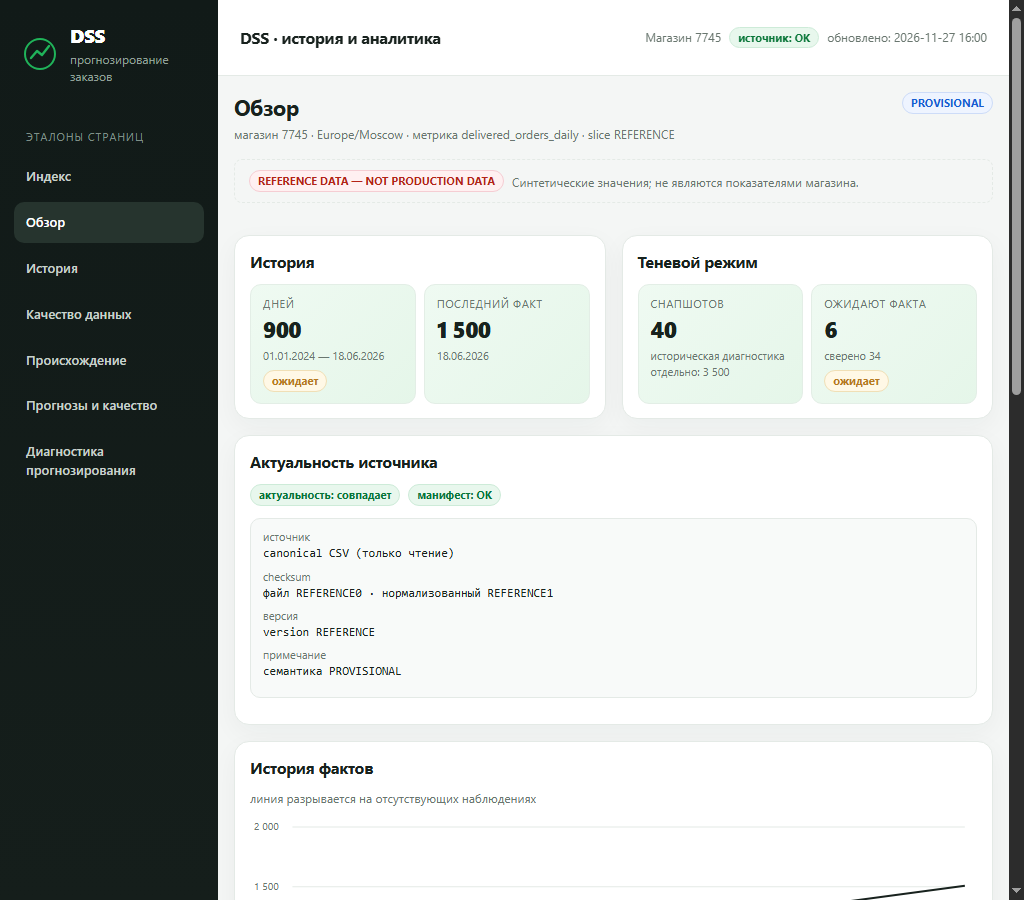 DSS
прогнозирование
заказов
ЭТАЛОНЫ СТРАНИЦ
Индекс
Обзор
История
Качество данных
Происхождение
Прогнозы и качество
Диагностика
прогнозирования
DSS · история и аналитика
Магазин 7745 источник: OK обновлено: 2026-11-27 16:00
Обзор
PROVISIONAL
магазин 7745 · Europe/Moscow · метрика delivered_orders_daily · slice REFERENCE
REFERENCE DATA — NOT PRODUCTION DATA Синтетические значения; не являются показателями магазина.
История
ДНЕЙ
900
01.01.2024 — 18.06.2026
ожидает
ПОСЛЕДНИЙ ФАКТ
1 500
18.06.2026
Теневой режим
СНАПШОТОВ
40
историческая диагностика
отдельно: 3 500
ОЖИДАЮТ ФАКТА
6
сверено 34
ожидает
Актуальность источника
актуальность: совпадает манифест: OK
источник
canonical CSV (только чтение)
checksum
файл REFERENCE0 · нормализованный REFERENCE1
версия
version REFERENCE
примечание
семантика PROVISIONAL
История фактов
линия разрывается на отсутствующих наблюдениях
2 000
1 500